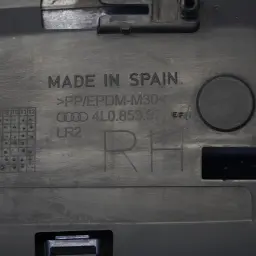 MADE IN SPAIN
>PP/EPDM-M30<
4L0.853.
LR2
RH